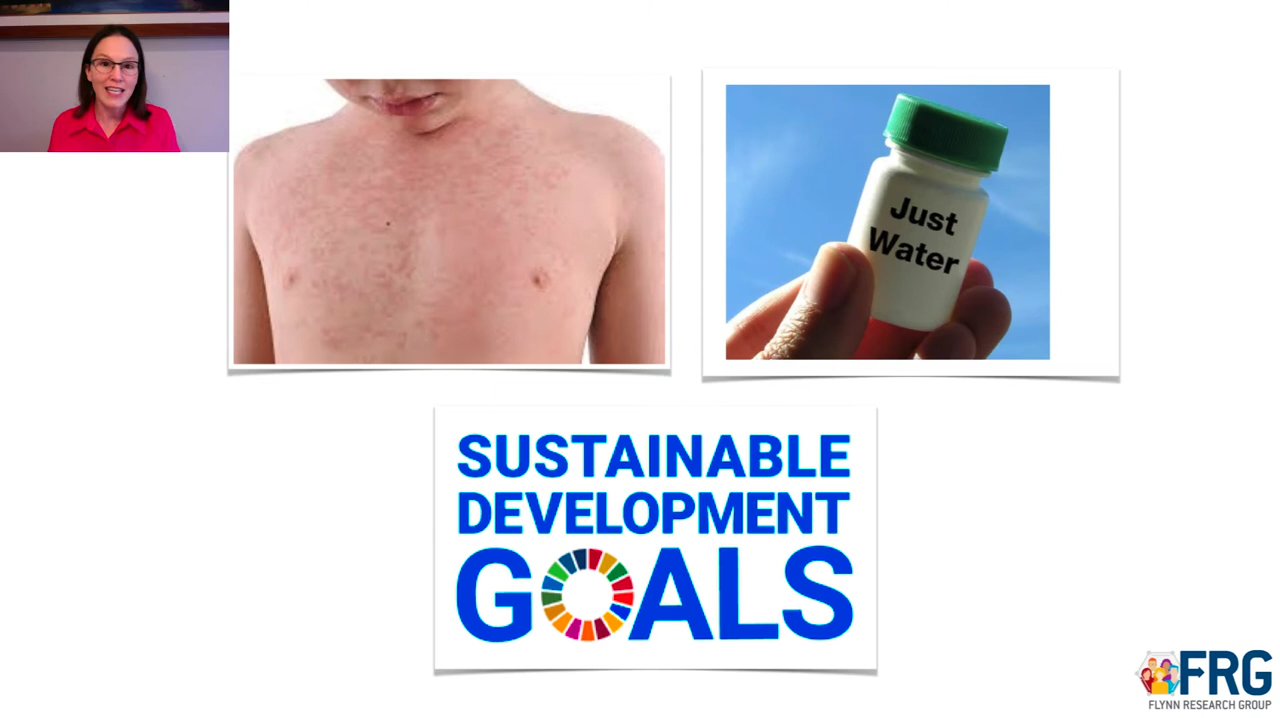 Just
Water
SUSTAINABLE
DEVELOPMENT
GOALS
FRG
FLYNN RESEARCH GROUP